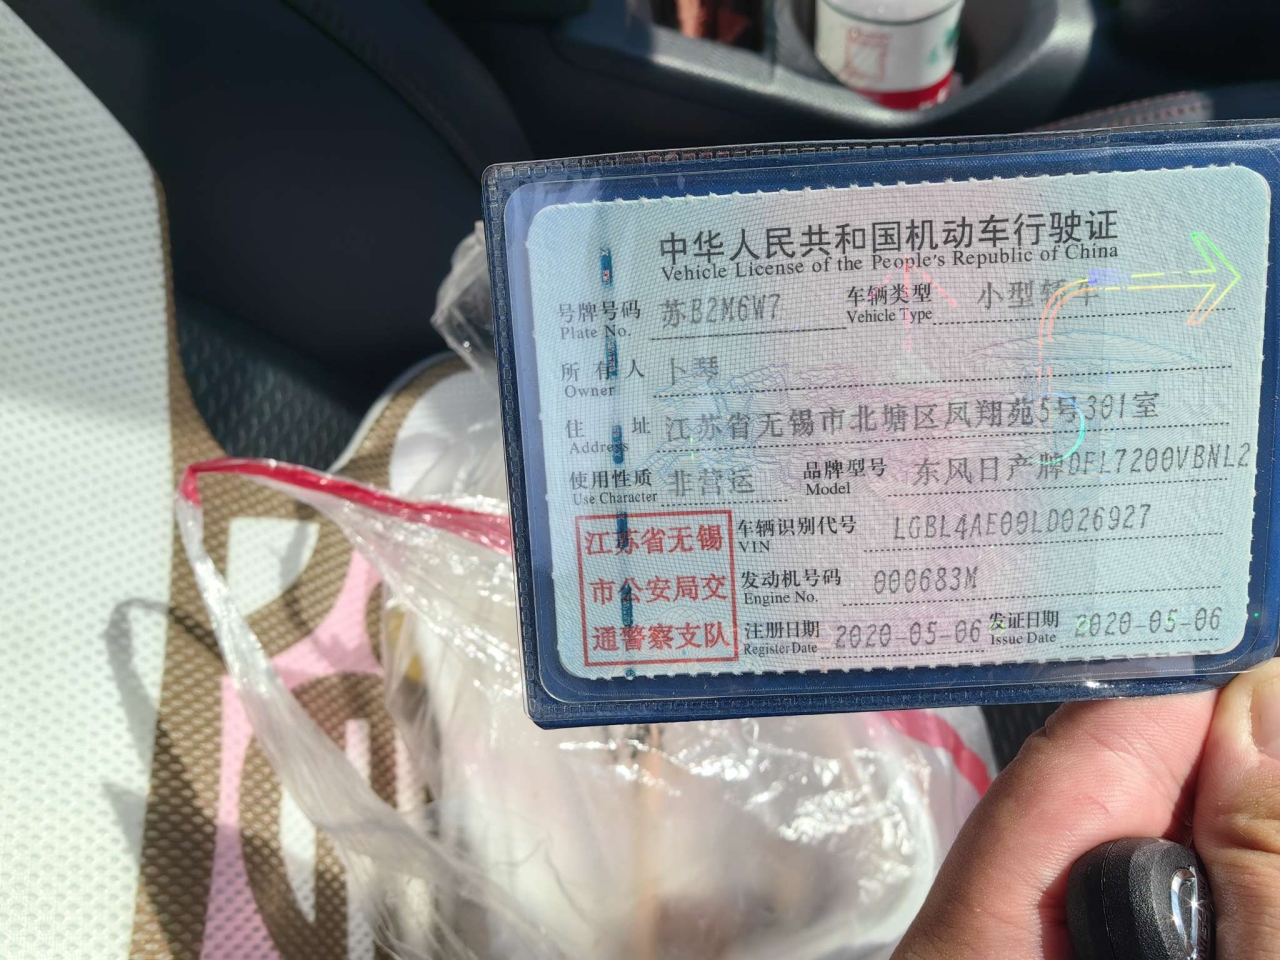 中华人民共和国机动车行驶证
Vehicle License of the People's Republic of China
号牌号码 苏B2M6W7 车辆类型 小型轿车
Plate No. Vehicle Type
所有人 卜琴
Owner
住址 江苏省无锡市北塘区凤翔苑5号301室
Address
使用性质 非营运 品牌型号 东风日产牌DFL7200VBNL2
Use Character Model
江苏省无锡
市公安局交
通警察支队
车辆识别代号 LGBL4AE00LD026927
VIN
发动机号码 000683M
Engine No.
注册日期 2020-05-06 发证日期 2020-05-06
Register Date Issue Date